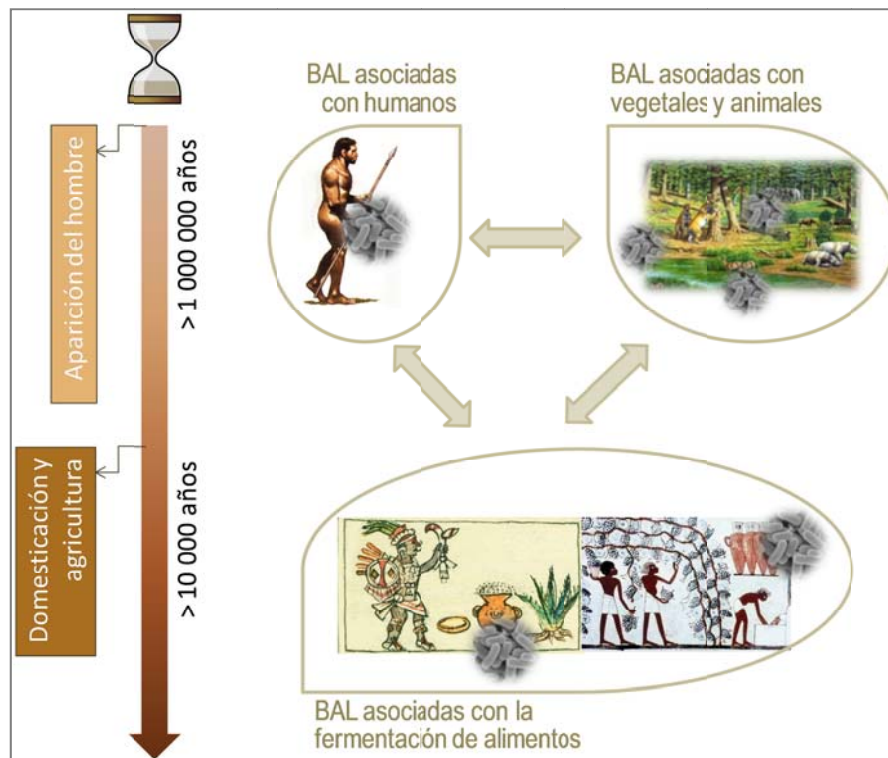 BAL asociadas
con humanos
BAL asociadas con
vegetales y animales
Aparición del hombre
> 1 000 000 años
Domesticación y
agricultura
> 10 000 años
BAL asociadas con la
fermentación de alimentos